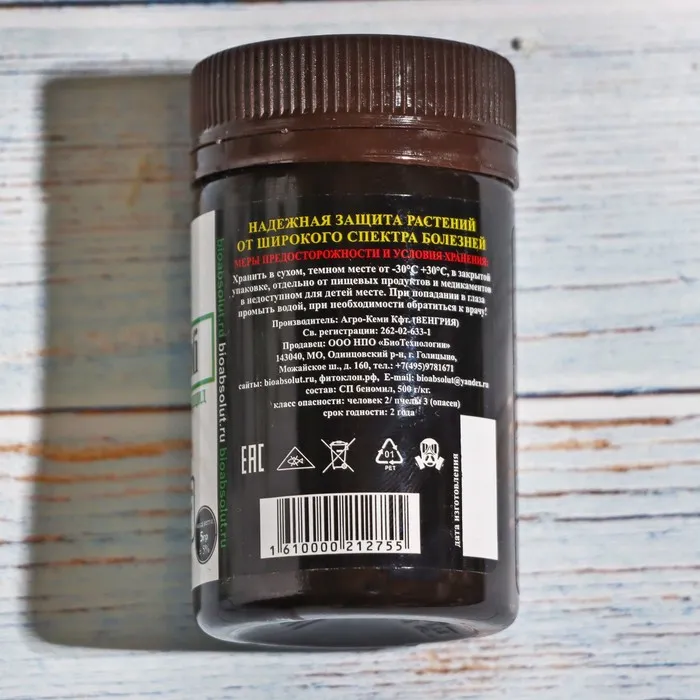 НАДЕЖНАЯ ЗАЩИТА РАСТЕНИЙ
ОТ ШИРОКОГО СПЕКТРА БОЛЕЗНЕЙ
МЕРЫ ПРЕДОСТОРОЖНОСТИ И УСЛОВИЯ ХРАНЕНИЯ:
Хранить в сухом, темном месте от -30°С +30°С, в закрытой
упаковке, отдельно от пищевых продуктов и медикаментов
в недоступном для детей месте. При попадании в глаза
промыть водой, при необходимости обратиться к врачу!
Производитель: Агро-Кеми Кфт. (ВЕНГРИЯ)
Св. регистрации: 262-02-633-1
Продавец: ООО НПО «БиоТехнологии»
143040, МО, Одинцовский р-н, г. Голицыно,
Можайское ш., д. 160, тел.: +7(495)9781671
сайты: bioabsolut.ru, фитоклон.рф, E-mail: bioabsolut@yandex.ru
состав: СП беномил, 500 г/кг.
класс опасности: человек 2/ пчелы 3 (опасен)
срок годности: 2 года
EAC
01
PET
дата изготовления
1 610000 212755
bioabsolut.ru bioabsolut.ru bioabsolut.ru
5гр